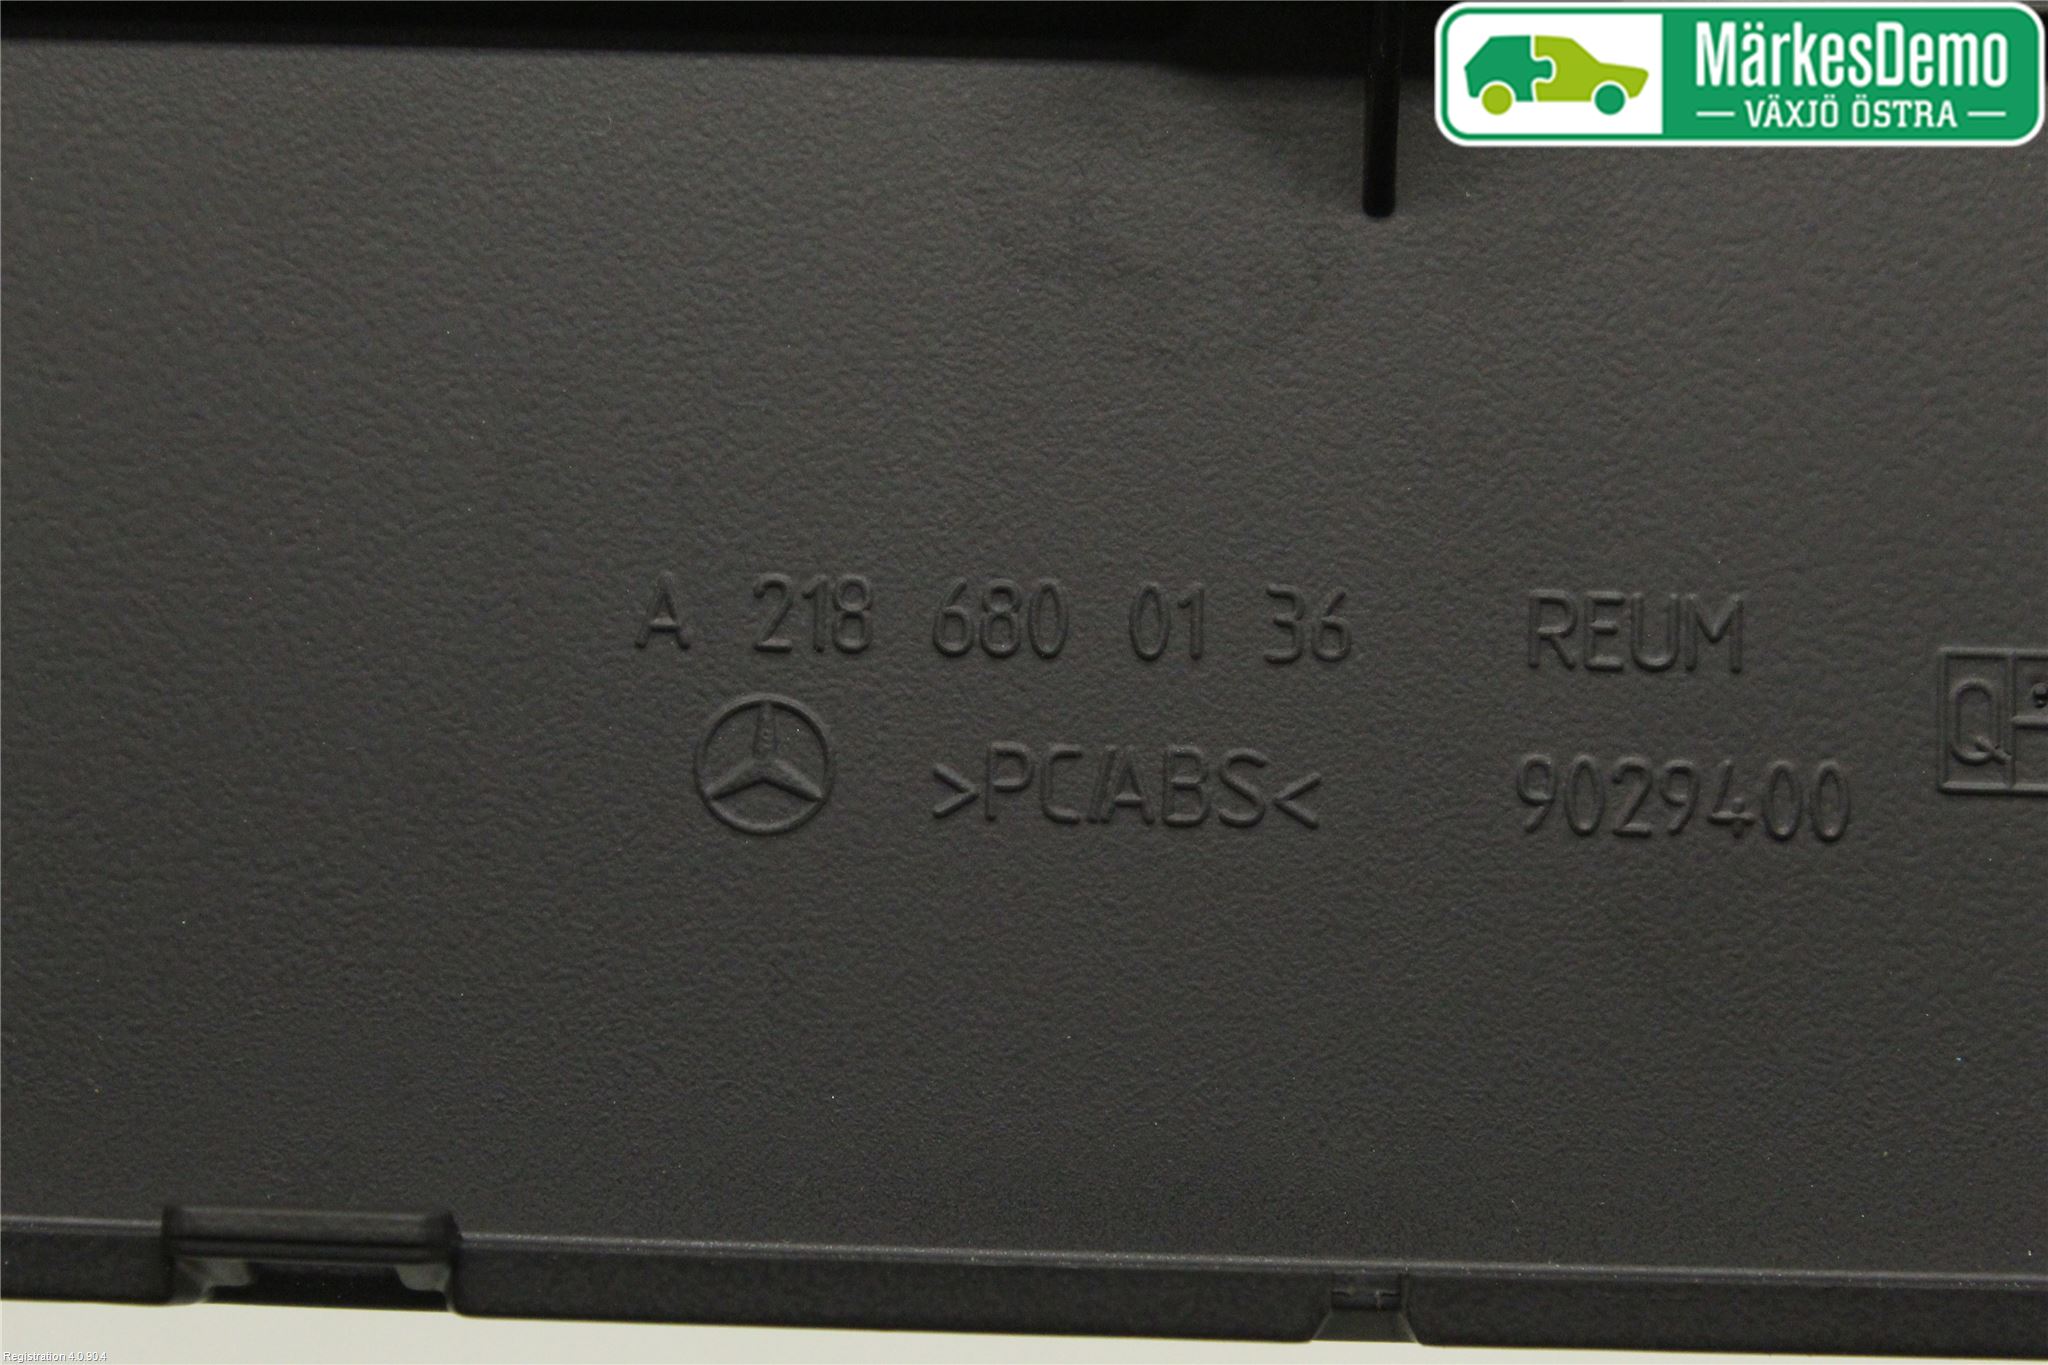 MärkesDemo
VÄXJÖ ÖSTRA
A 218 680 01 36 REUM
>PC/ABS< 9029400
Q
Registration 4.0.90.4